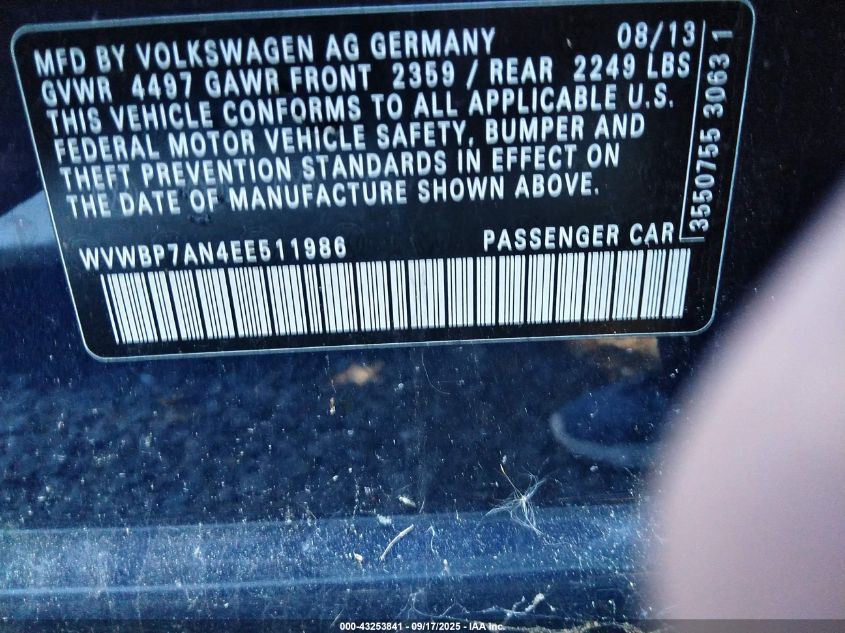 MFD BY VOLKSWAGEN AG GERMANY 08/13
GVWR 4497 GAWR FRONT 2359 / REAR 2249 LBS
THIS VEHICLE CONFORMS TO ALL APPLICABLE U.S.
FEDERAL MOTOR VEHICLE SAFETY, BUMPER AND
THEFT PREVENTION STANDARDS IN EFFECT ON
THE DATE OF MANUFACTURE SHOWN ABOVE.
WVWBP7AN4EE511986 PASSENGER CAR
3550755 3063 1
000-43253841 - 09/17/2025 - IAA Inc.